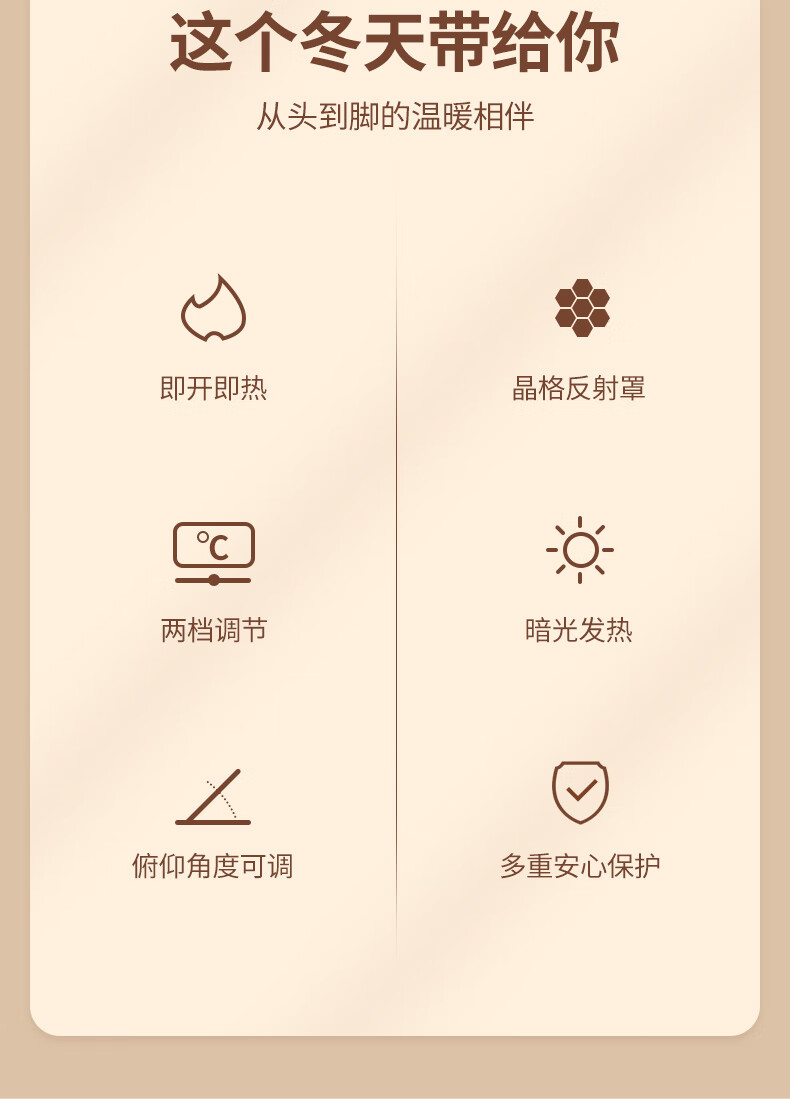 这个冬天带给你
从头到脚的温暖相伴
即开即热
晶格反射罩
℃
两档调节
暗光发热
俯仰角度可调
多重安心保护